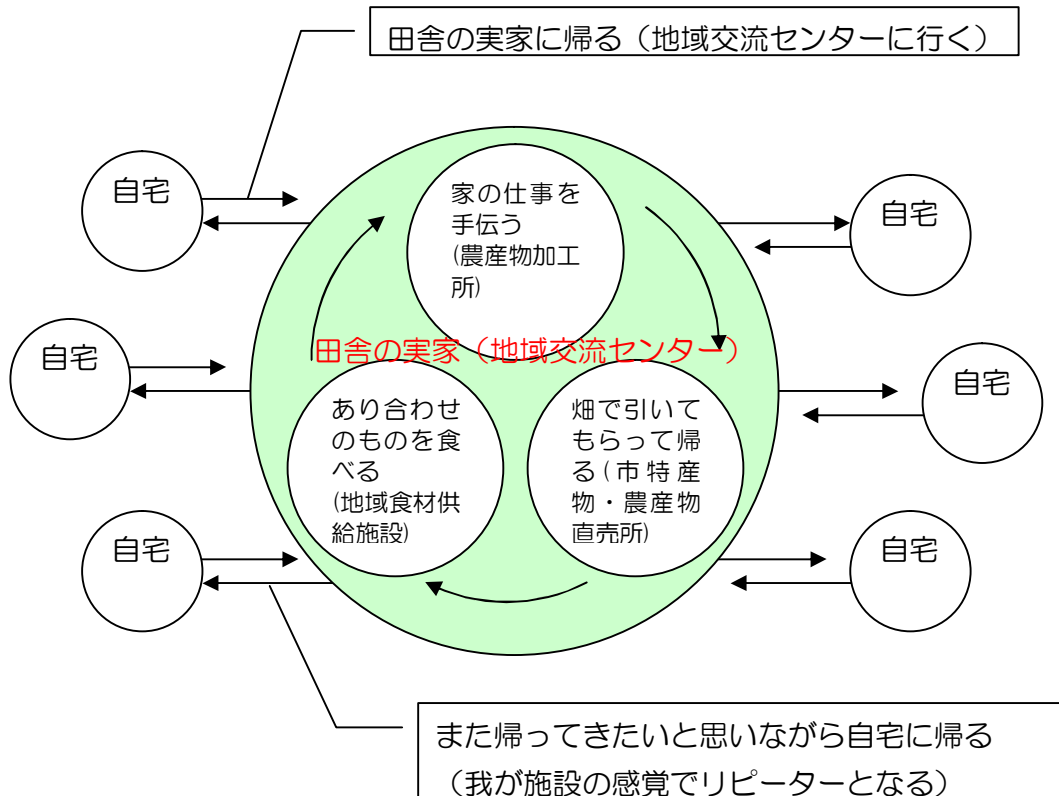 田舎の実家に帰る（地域交流センターに行く）
自宅
家の仕事を
手伝う
(農産物加工
所)
自宅
田舎の実家（地域交流センター）
自宅
自宅
あり合わせ
のものを食
べる
(地域食材供
給施設)
畑で引いて
もらって帰
る(市特産
物・農産物
直売所)
自宅
自宅
また帰ってきたいと思いながら自宅に帰る
（我が施設の感覚でリピーターとなる）